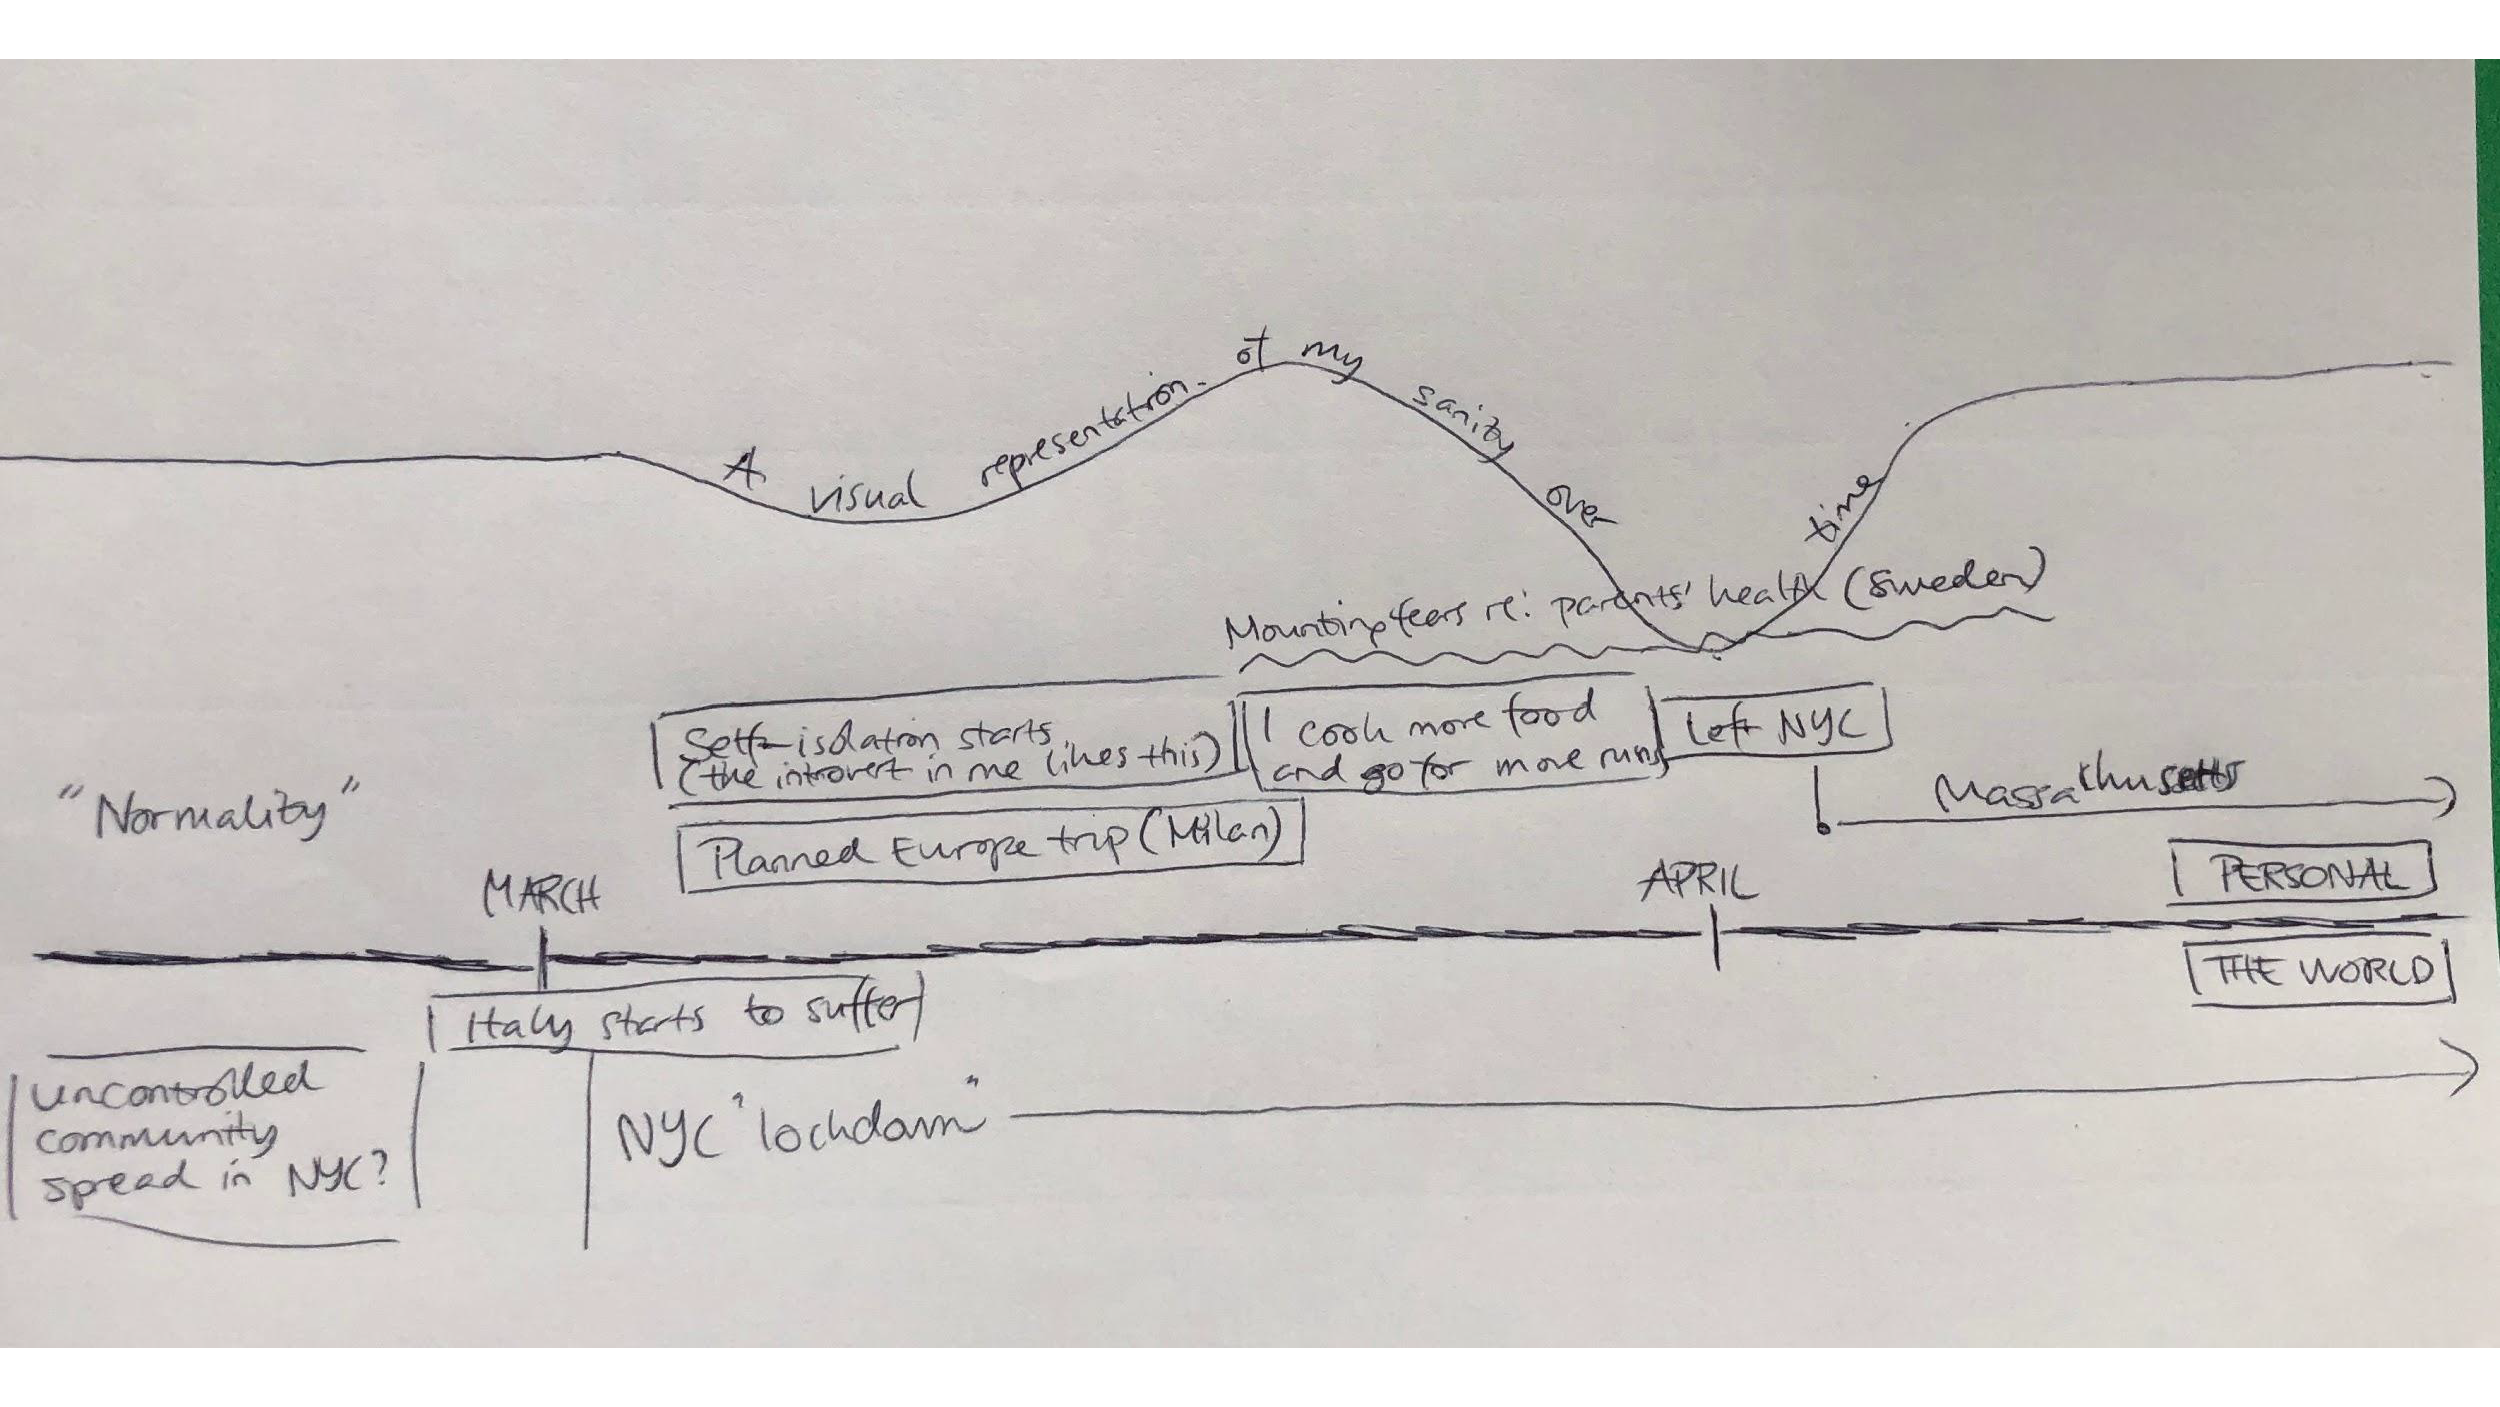 A visual representation of my sanity over time
Mounting fears re: parents' health (Sweden)
Self-isolation starts
(the introvert in me likes this)
I cook more food
and go for more runs
Left NYC
"Normality"
Massachusetts
Planned Europe trip (Milan)
MARCH
APRIL
PERSONAL
THE WORLD
Italy starts to suffer
uncontrolled
community
spread in NYC?
NYC "lockdown"